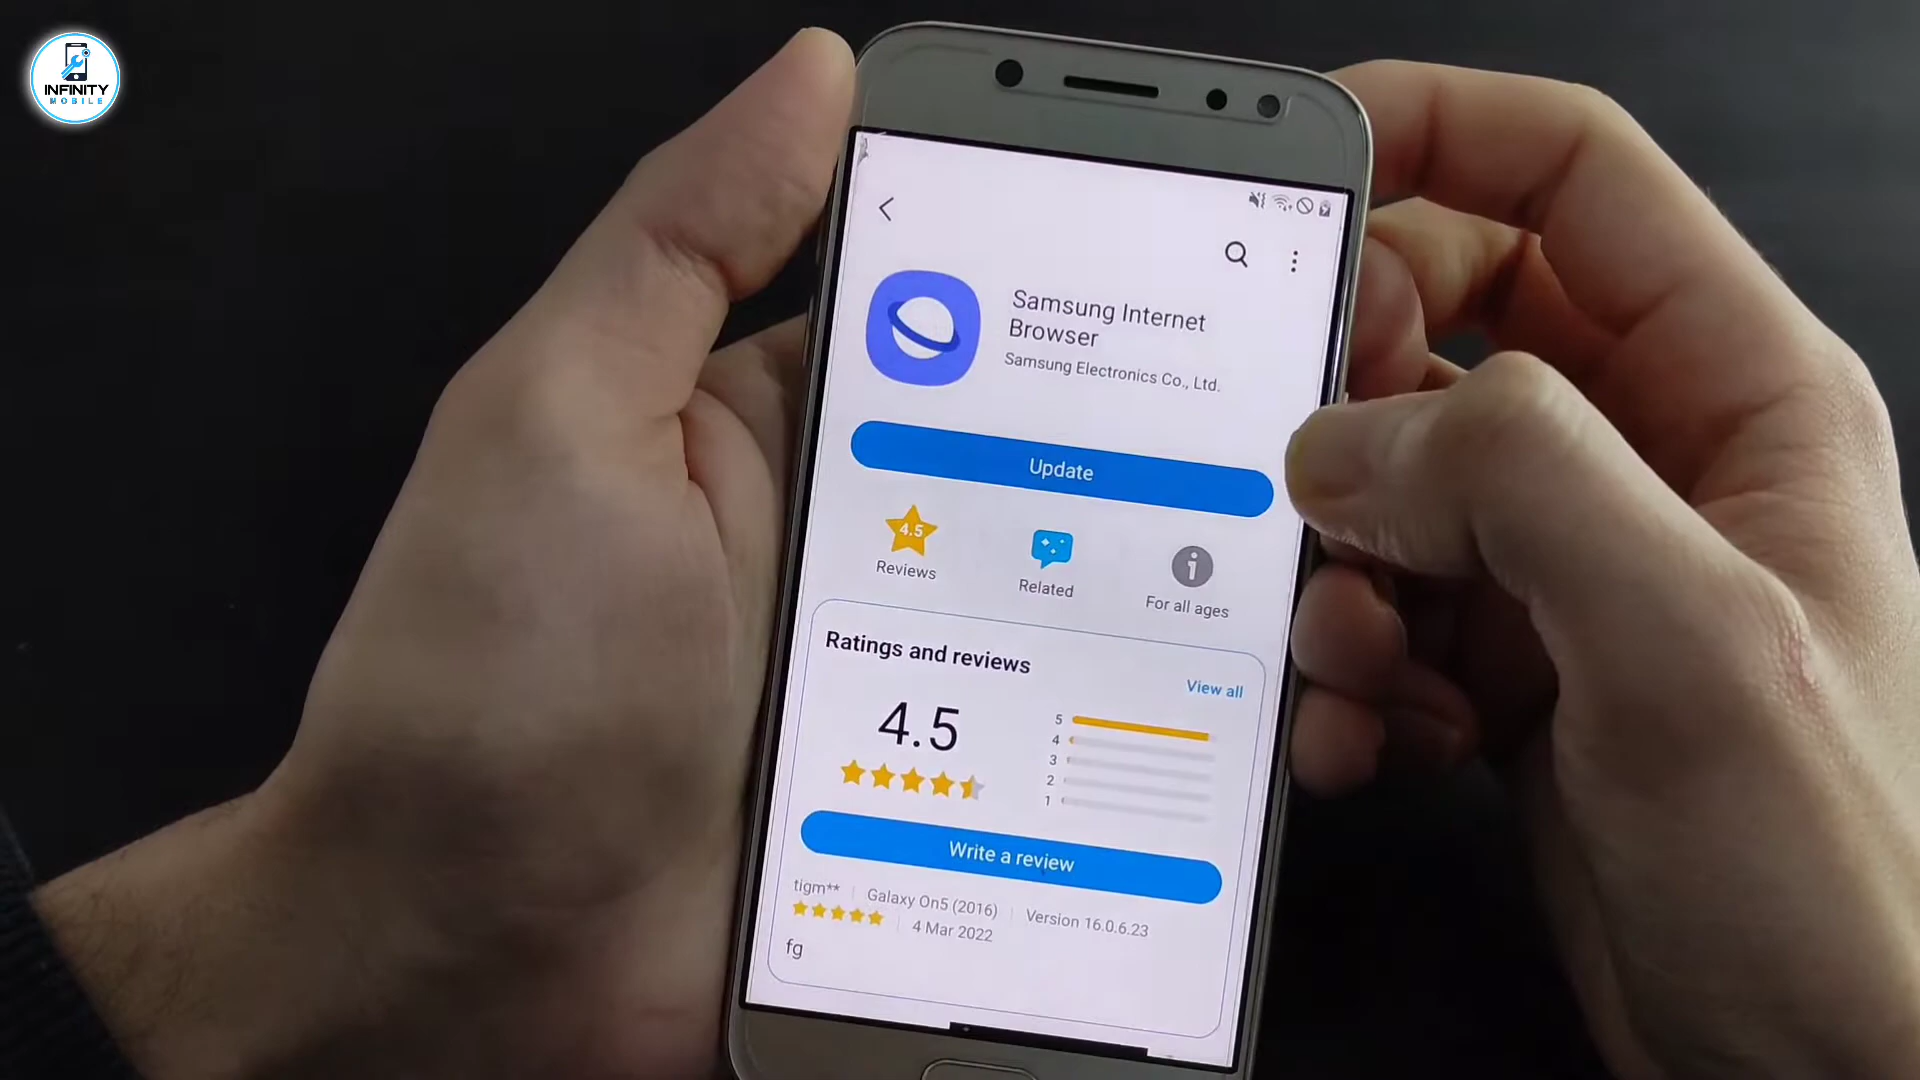 INFINITY
MOBILE
Samsung Internet
Browser
Samsung Electronics Co., Ltd.
Update
4.5
Reviews
Related
For all ages
Ratings and reviews
View all
4.5
5
4
3
2
1
Write a review
tigm** Galaxy On5 (2016) Version 16.0.6.23
4 Mar 2022
fg